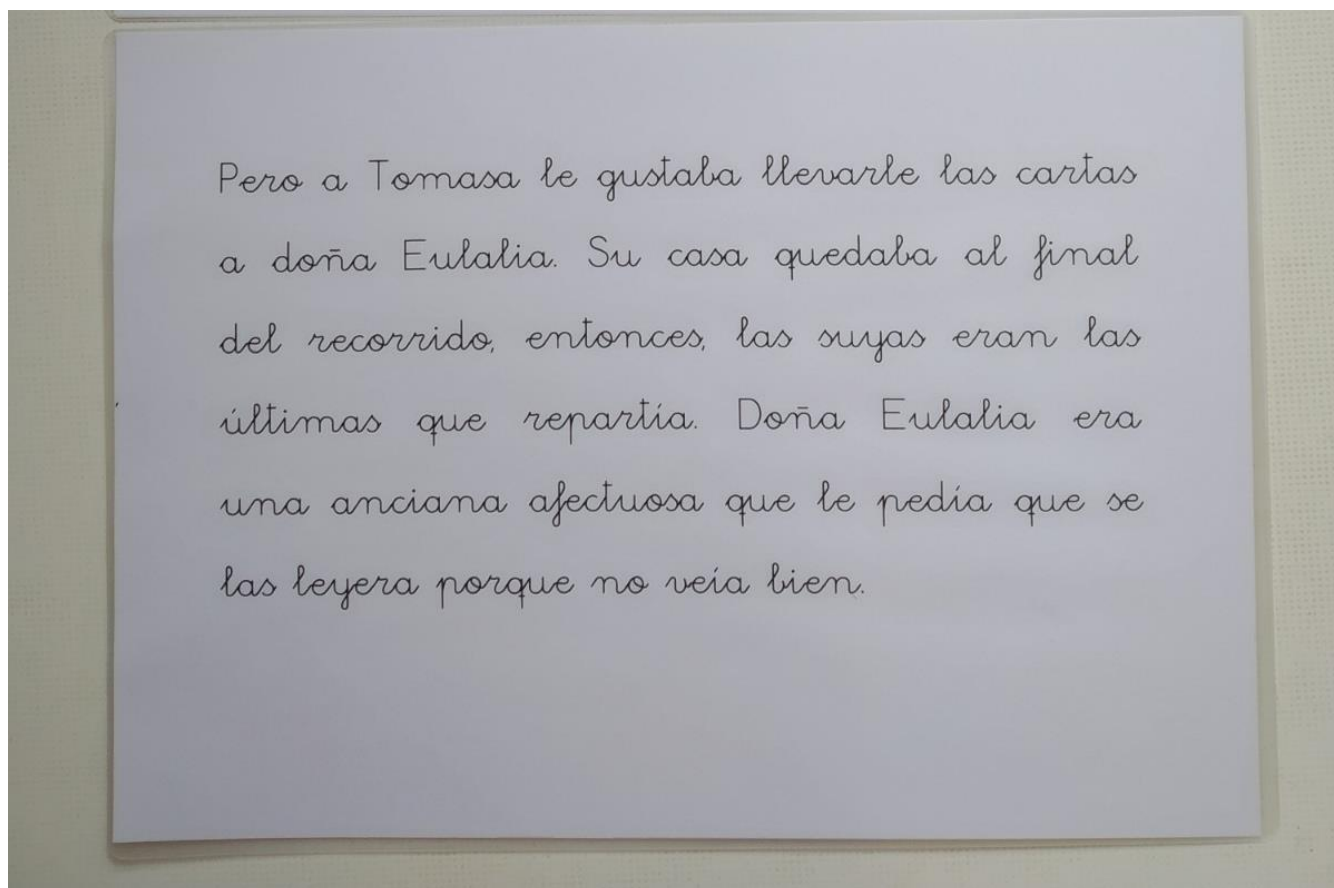 Pero a Tomasa le gustaba llevarle las cartas
a doña Eulalia. Su casa quedaba al final
del recorrido, entonces, las suyas eran las
últimas que repartía. Doña Eulalia era
una anciana afectuosa que le pedía que se
las leyera porque no veía bien.